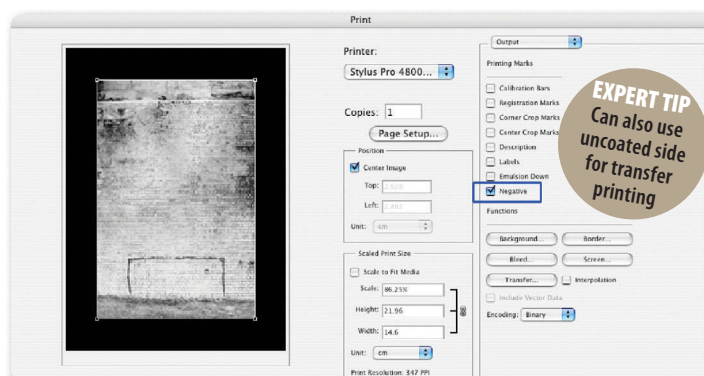 Print
Printer:
Stylus Pro 4800...
Copies: 1
Page Setup...
Position
Center Image
Top: 2.928
Left: 2.893
Unit: cm
Scaled Print Size
Scale to Fit Media
Scale: 86.25%
Height: 21.96
Width: 14.6
Unit: cm
Print Resolution: 347 PPI
Output
Printing Marks
Calibration Bars
Registration Marks
Corner Crop Marks
Center Crop Marks
Description
Labels
Emulsion Down
Negative
Functions
Background...
Border...
Bleed...
Screen...
Transfer...
Interpolation
Include Vector Data
Encoding: Binary
EXPERT TIP
Can also use
uncoated side
for transfer
printing